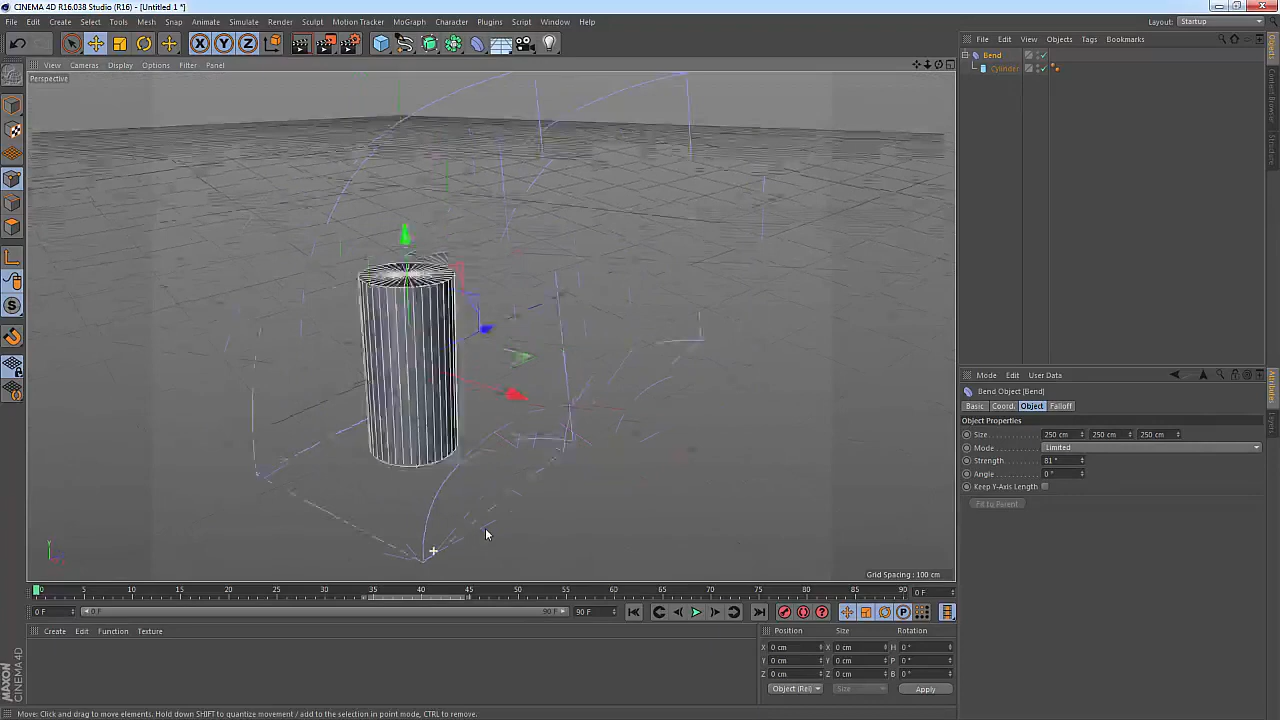 CINEMA 4D R16.038 Studio (R16) - [Untitled 1 *]
File Edit Create Select Tools Mesh Snap Animate Simulate Render Sculpt Motion Tracker MoGraph Character Plugins Script Window Help
Layout: Startup
View Cameras Display Options Filter Panel
Perspective
Grid Spacing : 100 cm
File Edit View Objects Tags Bookmarks
Bend
Cylinder
Objects
Content Browser
Structure
Mode Edit User Data
Bend Object [Bend]
Basic Coord. Object Falloff
Object Properties
Size 250 cm 250 cm 250 cm
Mode Limited
Strength 81 °
Angle 0 °
Keep Y-Axis Length
Fit to Parent
Attributes
Layers
0 5 10 15 20 25 30 35 40 45 50 55 60 65 70 75 80 85 90 0 F
0 F 0 F 90 F 90 F
Create Edit Function Texture
Position Size Rotation
X 0 cm X 0 cm H 0 °
Y 0 cm Y 0 cm P 0 °
Z 0 cm Z 0 cm B 0 °
Object (Rel) Size Apply
MAXON
CINEMA 4D
Move: Click and drag to move elements. Hold down SHIFT to quantize movement / add to the selection in point mode, CTRL to remove.